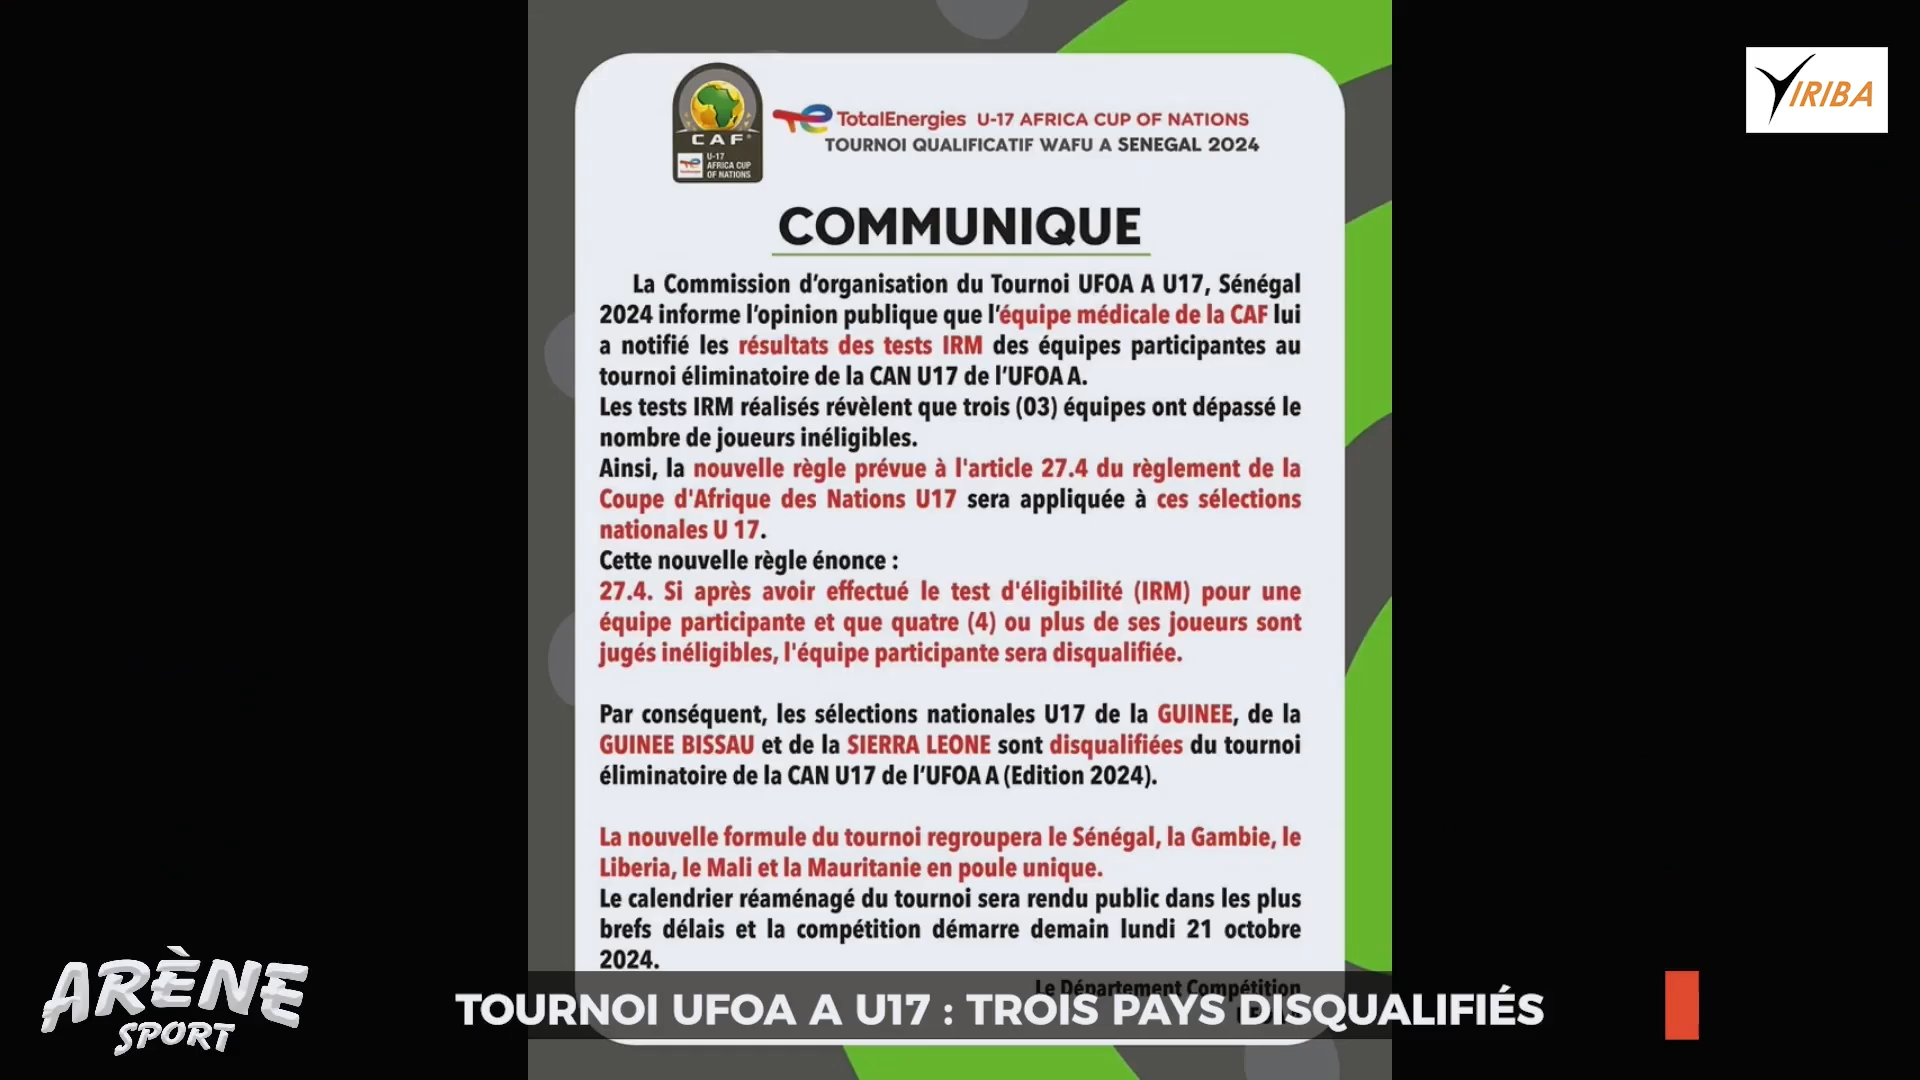 YIRIBA
CAF
U-17
AFRICA CUP
OF NATIONS
TotalEnergies U-17 AFRICA CUP OF NATIONS
TOURNOI QUALIFICATIF WAFU A SENEGAL 2024
COMMUNIQUE
La Commission d’organisation du Tournoi UFOA A U17, Sénégal
2024 informe l’opinion publique que l’équipe médicale de la CAF lui
a notifié les résultats des tests IRM des équipes participantes au
tournoi éliminatoire de la CAN U17 de l’UFOA A.
Les tests IRM réalisés révèlent que trois (03) équipes ont dépassé le
nombre de joueurs inéligibles.
Ainsi, la nouvelle règle prévue à l'article 27.4 du règlement de la
Coupe d'Afrique des Nations U17 sera appliquée à ces sélections
nationales U 17.
Cette nouvelle règle énonce :
27.4. Si après avoir effectué le test d'éligibilité (IRM) pour une
équipe participante et que quatre (4) ou plus de ses joueurs sont
jugés inéligibles, l'équipe participante sera disqualifiée.
Par conséquent, les sélections nationales U17 de la GUINEE, de la
GUINEE BISSAU et de la SIERRA LEONE sont disqualifiées du tournoi
éliminatoire de la CAN U17 de l’UFOA A (Edition 2024).
La nouvelle formule du tournoi regroupera le Sénégal, la Gambie, le
Liberia, le Mali et la Mauritanie en poule unique.
Le calendrier réaménagé du tournoi sera rendu public dans les plus
brefs délais et la compétition démarre demain lundi 21 octobre
2024.
Le Département Compétition
TOURNOI UFOA A U17 : TROIS PAYS DISQUALIFIÉS
ARÈNE
SPORT